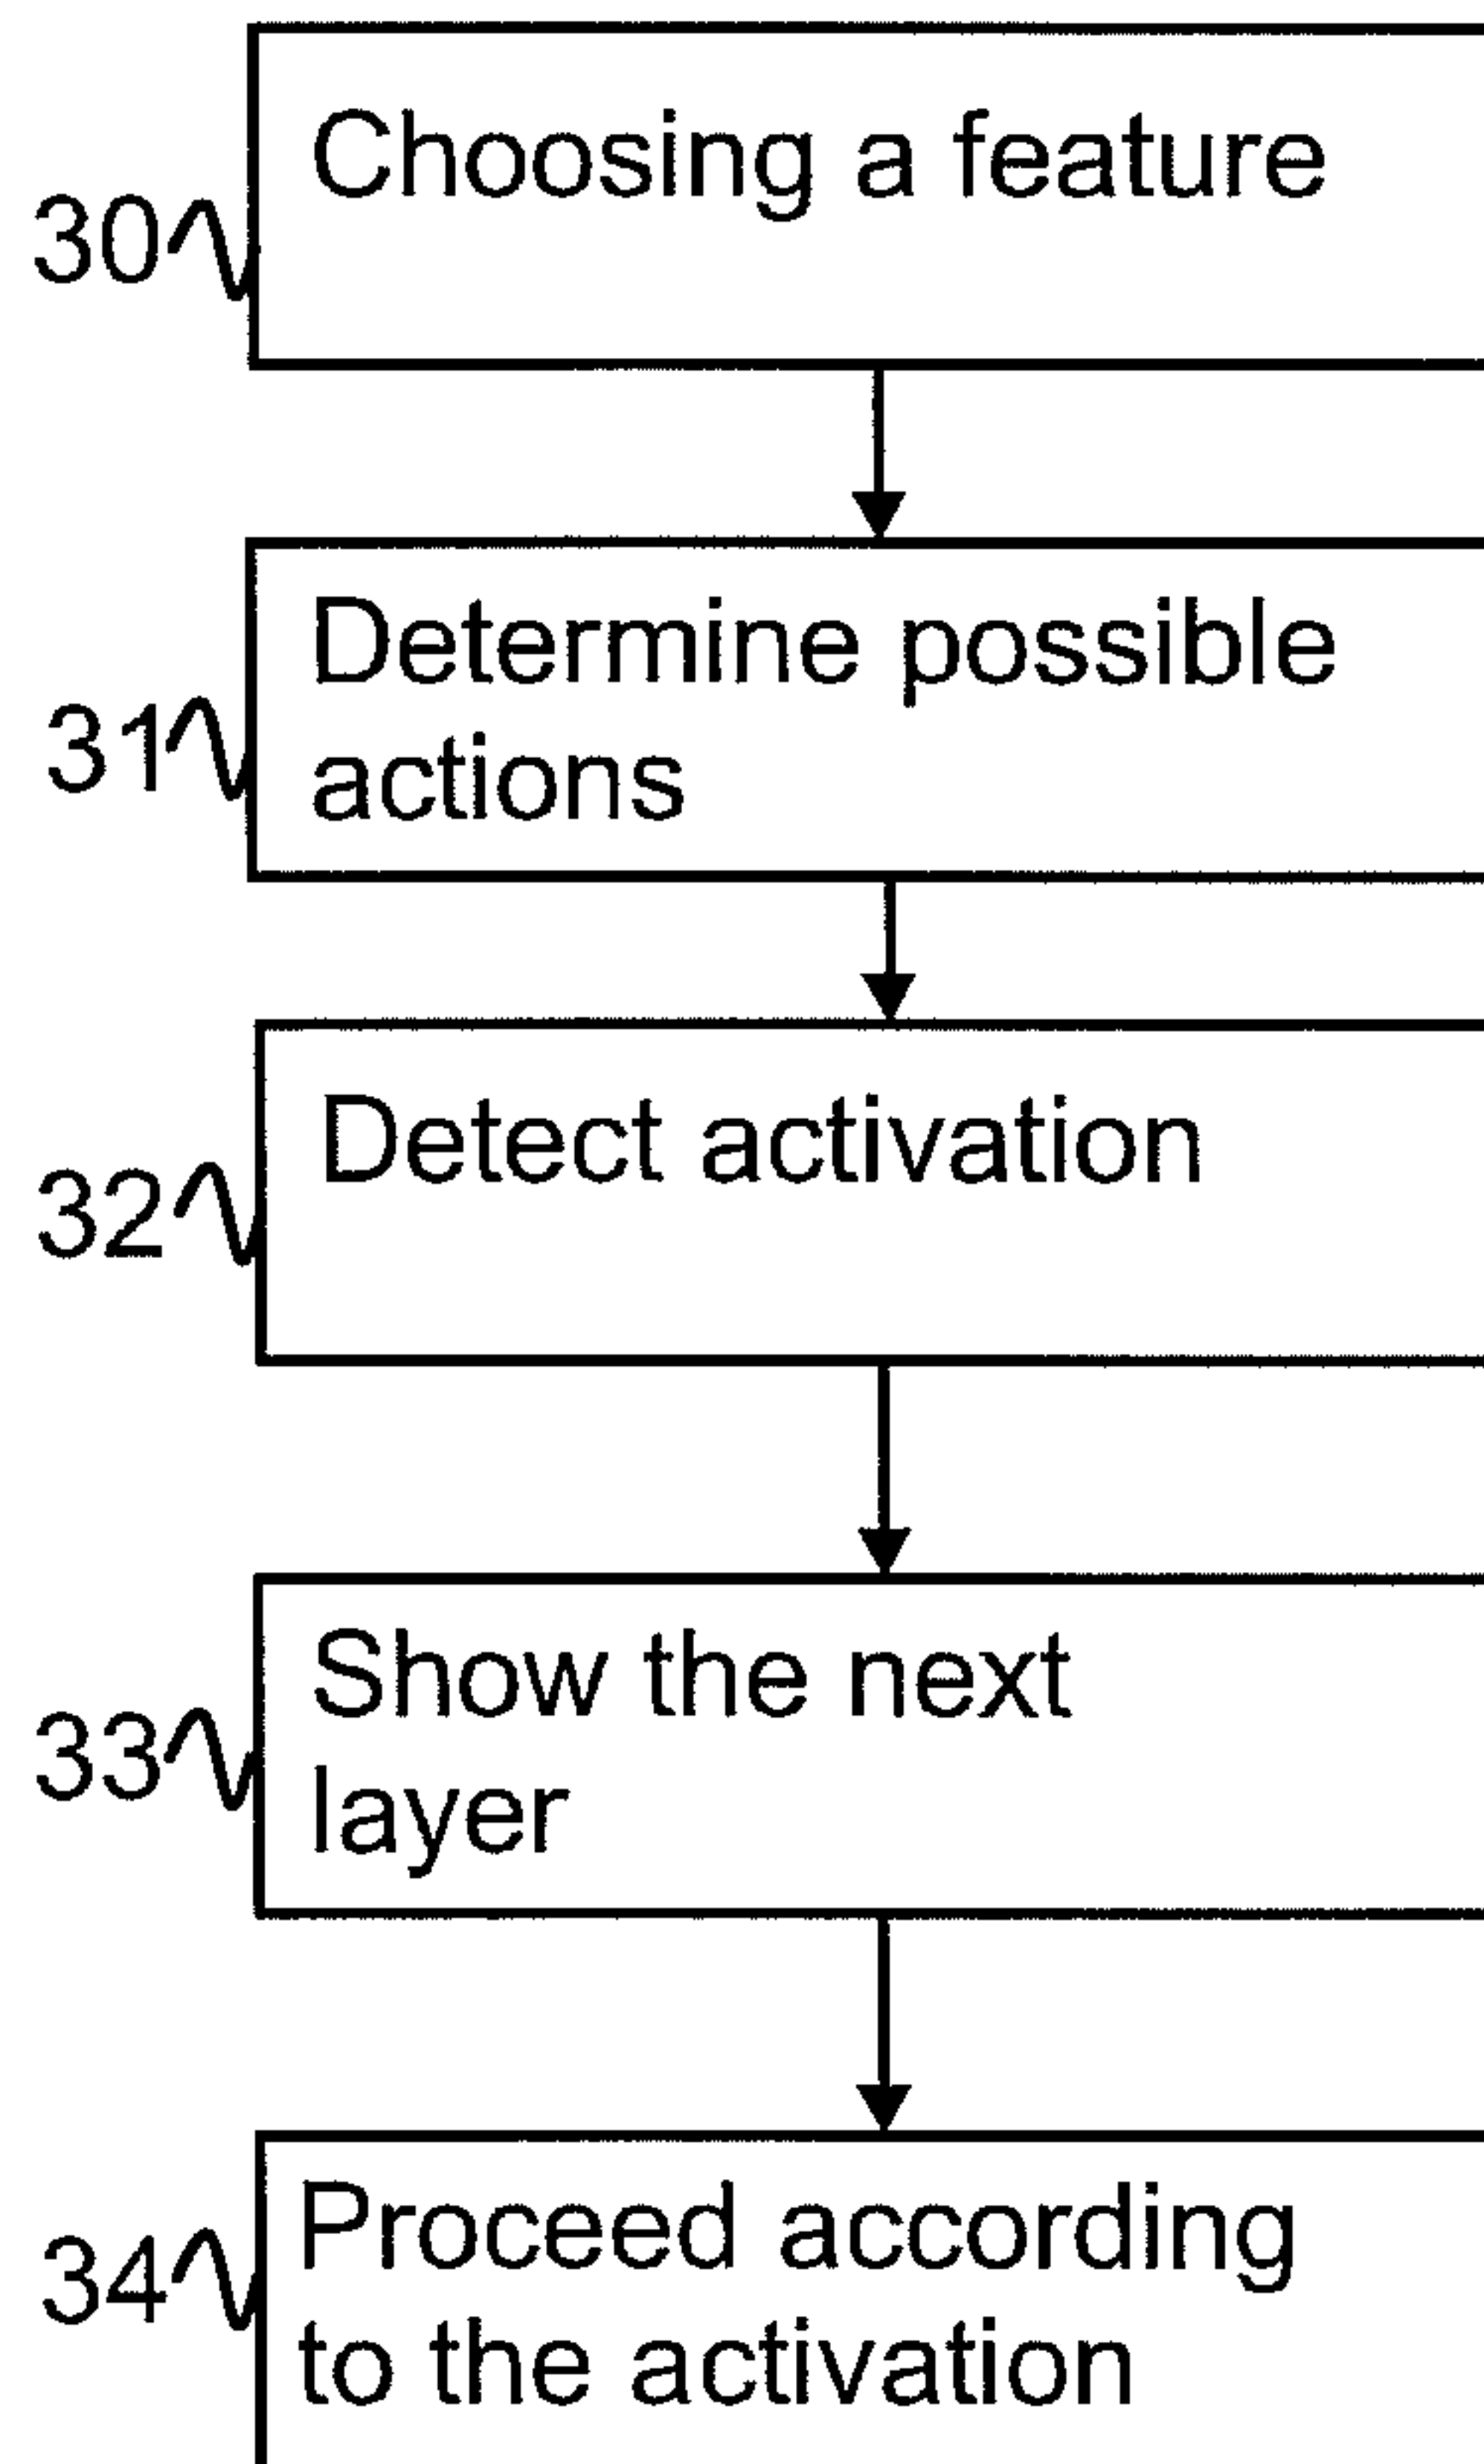 Choosing a feature
30
Determine possible
actions
31
Detect activation
32
Show the next
layer
33
Proceed according
to the activation
34